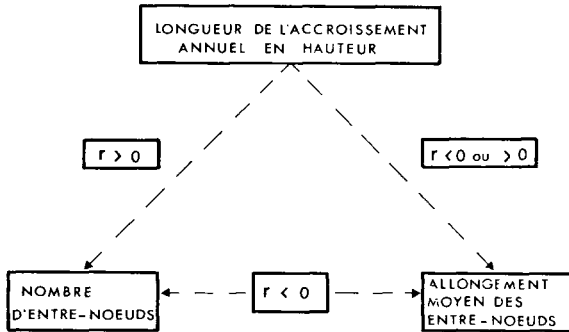 LONGUEUR DE L'ACCROISSEMENT
ANNUEL EN HAUTEUR
r > 0
r < 0 ou > 0
NOMBRE
D'ENTRE-NOEUDS
r < 0
ALLONGEMENT
MOYEN DES
ENTRE-NOEUDS